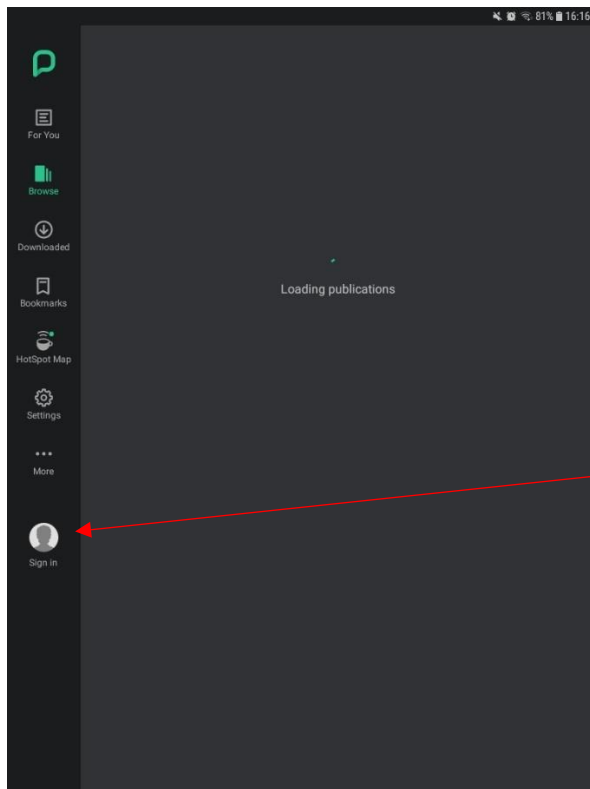 81% 16:16
For You
Browse
Downloaded
Loading publications
Bookmarks
HotSpot Map
Settings
More
Sign in